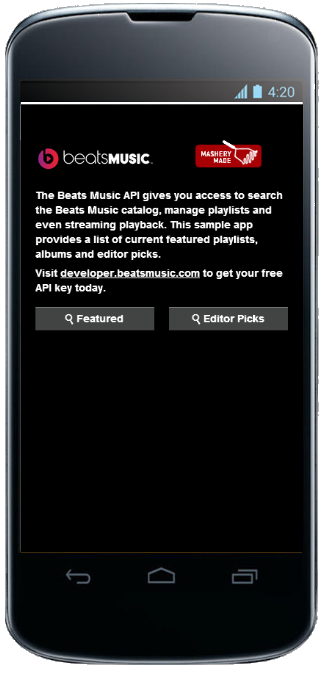 4:20
beatsMUSIC.
MASHERY
MADE
The Beats Music API gives you access to search
the Beats Music catalog, manage playlists and
even streaming playback. This sample app
provides a list of current featured playlists,
albums and editor picks.
Visit developer.beatsmusic.com to get your free
API key today.
Featured
Editor Picks